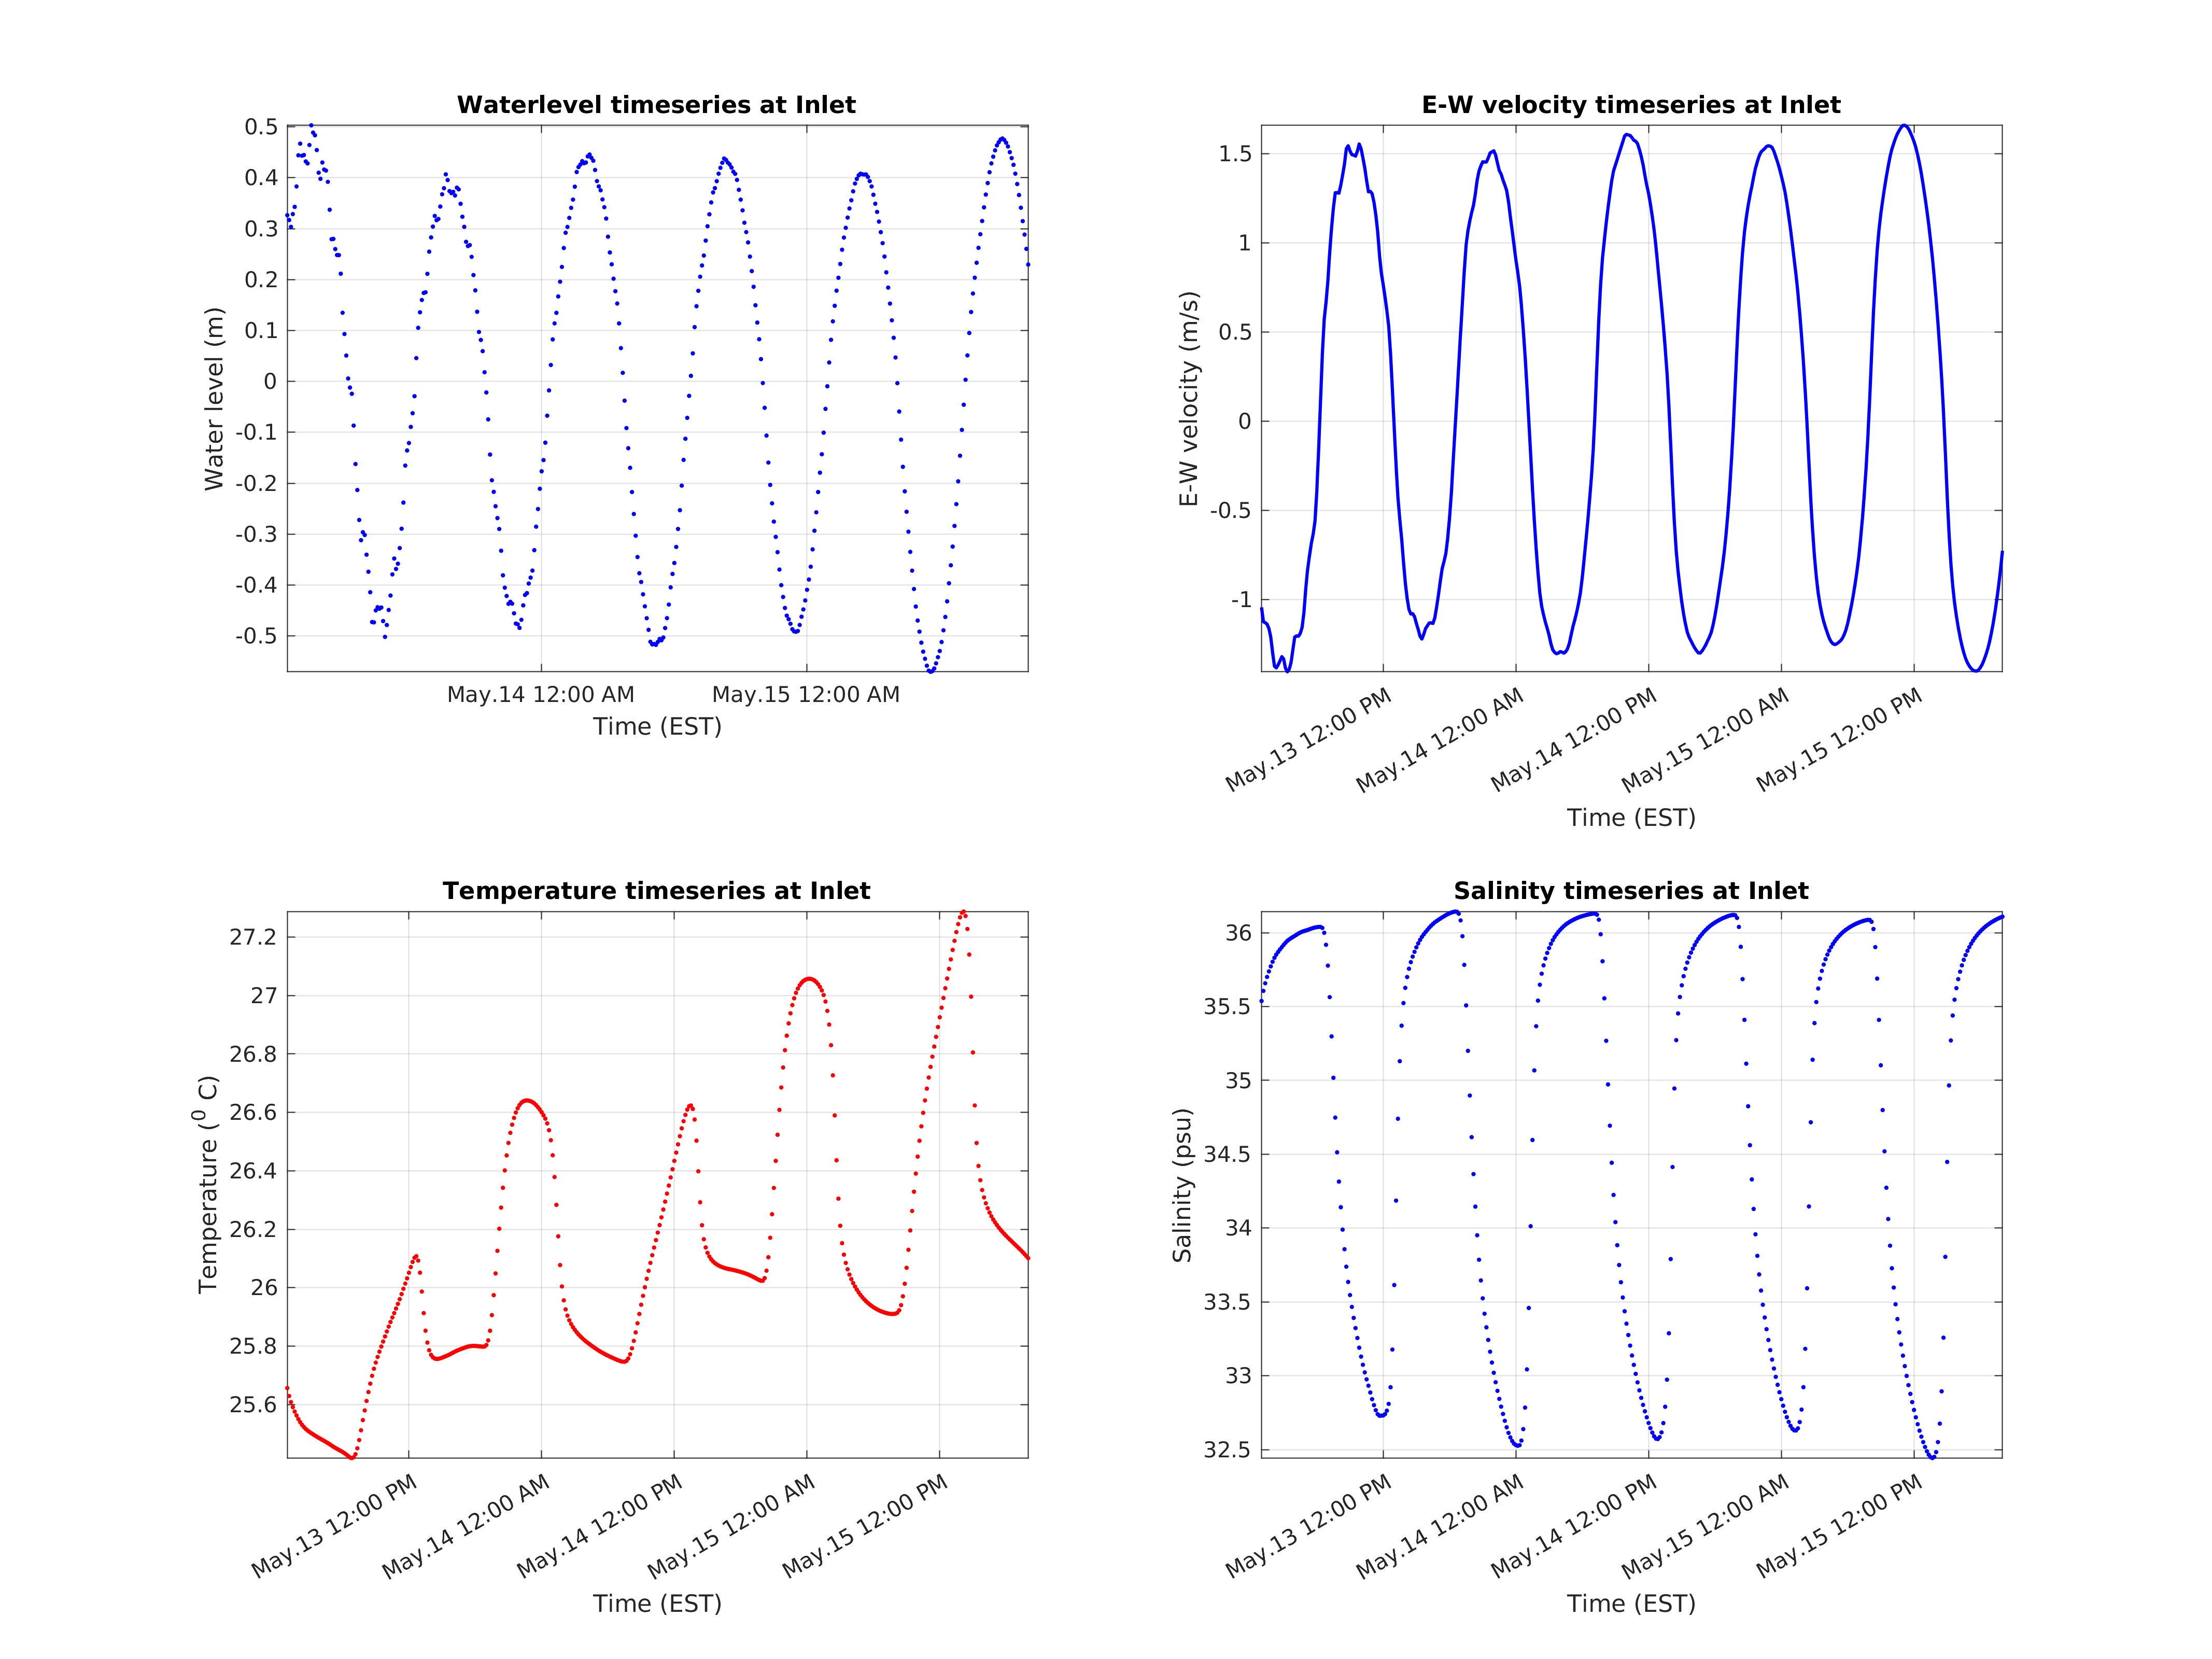 Waterlevel timeseries at Inlet
0.5
0.4
0.3
0.2
0.1
0
-0.1
-0.2
-0.3
-0.4
-0.5
Water level (m)
May.14 12:00 AM
May.15 12:00 AM
Time (EST)
E-W velocity timeseries at Inlet
1.5
1
0.5
0
-0.5
-1
E-W velocity (m/s)
May.13 12:00 PM
May.14 12:00 AM
May.14 12:00 PM
May.15 12:00 AM
May.15 12:00 PM
Time (EST)
Temperature timeseries at Inlet
27.2
27
26.8
26.6
26.4
26.2
26
25.8
25.6
Temperature (⁰ C)
May.13 12:00 PM
May.14 12:00 AM
May.14 12:00 PM
May.15 12:00 AM
May.15 12:00 PM
Time (EST)
Salinity timeseries at Inlet
36
35.5
35
34.5
34
33.5
33
32.5
Salinity (psu)
May.13 12:00 PM
May.14 12:00 AM
May.14 12:00 PM
May.15 12:00 AM
May.15 12:00 PM
Time (EST)